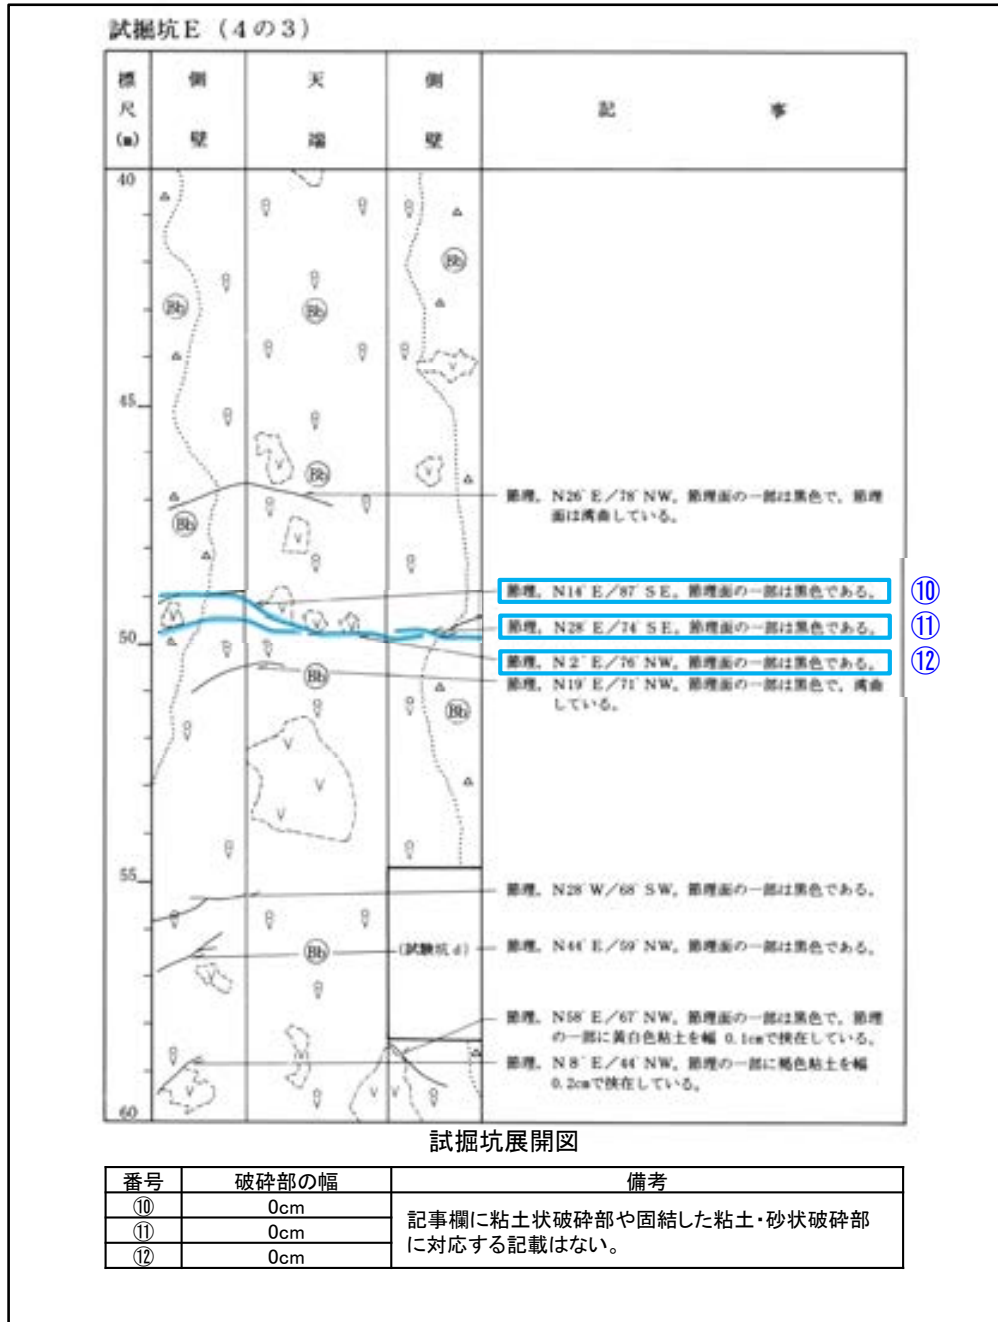 試掘坑E（4の3）
標尺(m) 側壁 天端 側壁 記事
40
Bb
Bb
Bb
45
Bb
節理，N26°E／78°NW。節理面の一部は黒色で，節理
面は湾曲している。
Bb
節理，N14°E／87°SE。節理面の一部は黒色である。 ⑩
節理，N28°E／74°SE。節理面の一部は黒色である。 ⑪
50
節理，N2°E／76°NW。節理面の一部は黒色である。 ⑫
節理，N19°E／71°NW。節理面の一部は黒色で，湾曲
している。
Bb
Bb
55
節理，N28°W／68°SW。節理面の一部は黒色である。
Bb (試験坑d) 節理，N44°E／59°NW。節理面の一部は黒色である。
節理，N58°E／67°NW。節理面の一部は黒色で，節理
の一部に黄白色粘土を幅 0.1cmで挟在している。
節理，N8°E／44°NW。節理の一部に褐色粘土を幅
0.2cmで挟在している。
60
試掘坑展開図
番号 破砕部の幅 備考
⑩ 0cm
⑪ 0cm
⑫ 0cm
記事欄に粘土状破砕部や固結した粘土・砂状破砕部
に対応する記載はない。